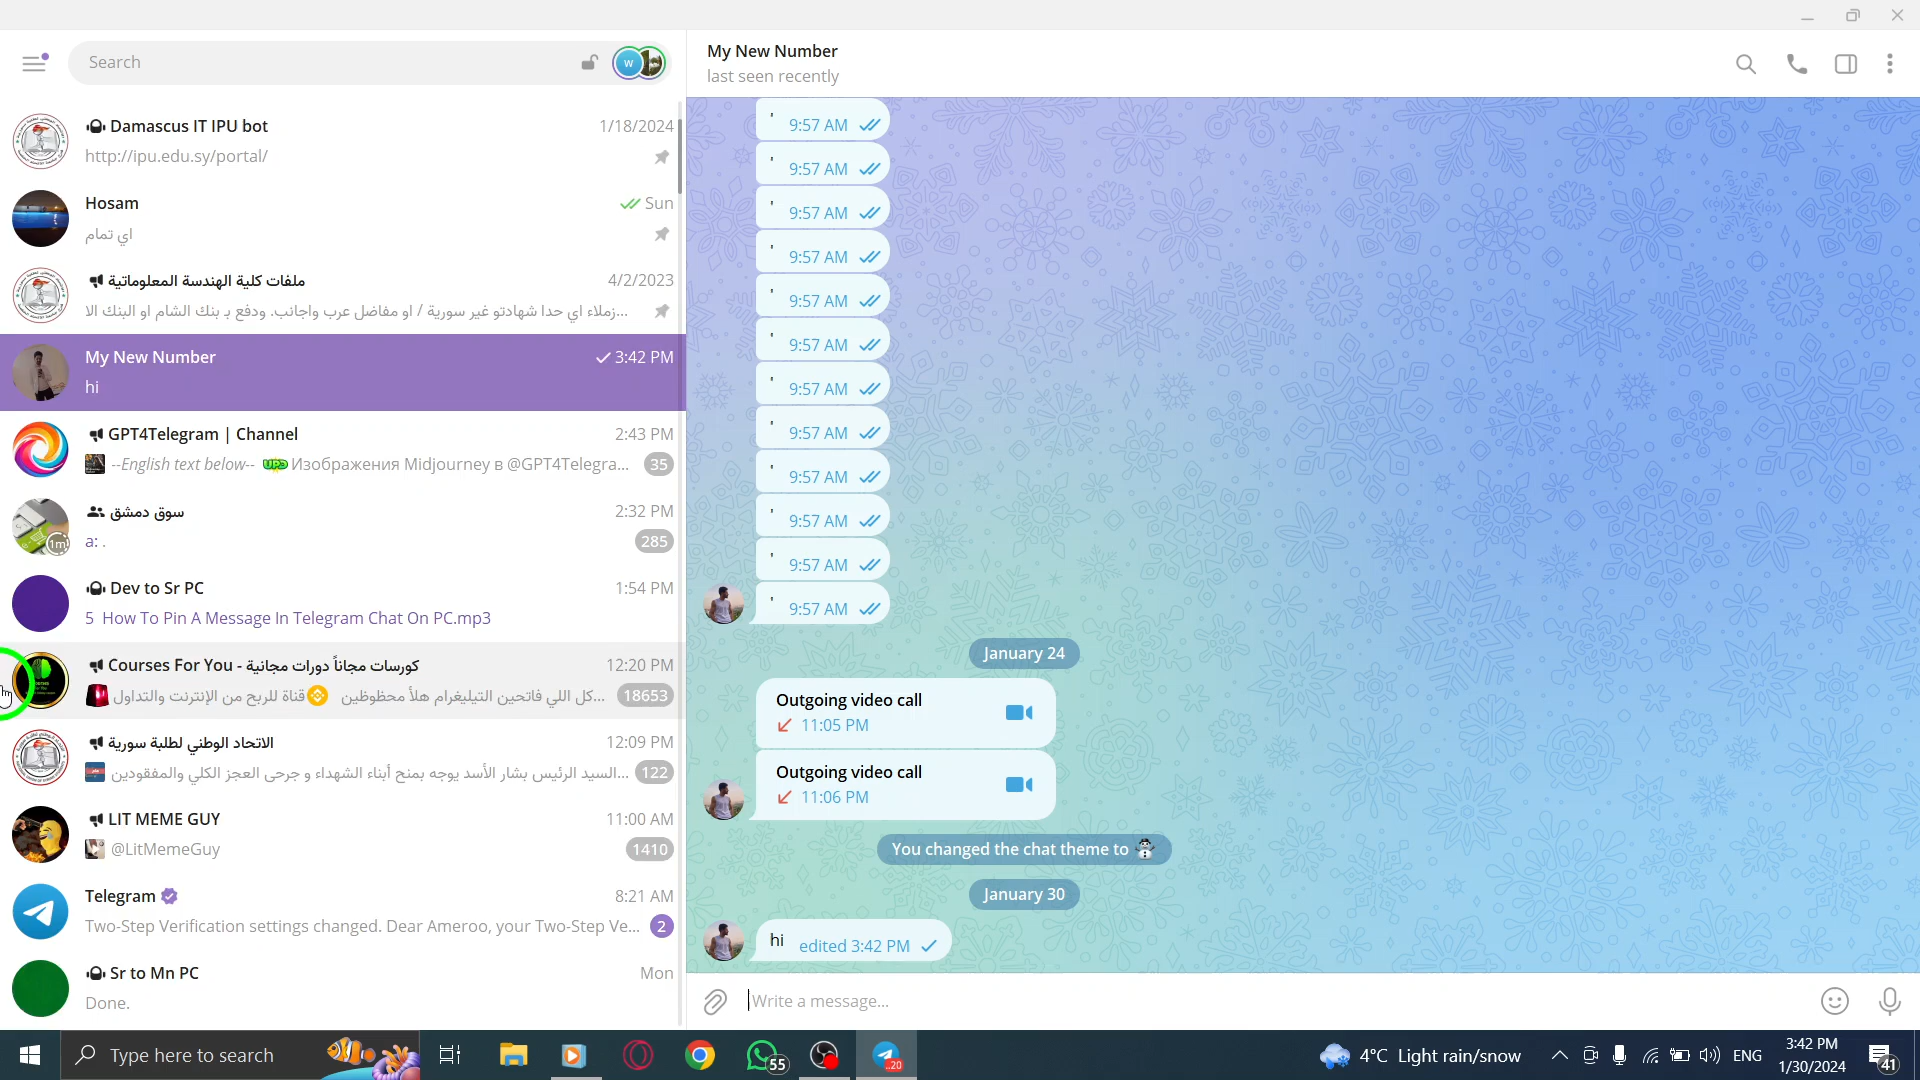 Search
W
Damascus IT IPU bot
1/18/2024
http://ipu.edu.sy/portal/
Hosam
Sun
اي تمام
ملفات كلية الهندسة المعلوماتية
4/2/2023
زملاء اي حدا شهادتو غير سورية / او مفاضل عرب واجانب. ودفع بـ بنك الشام او البنك الا...
My New Number
3:42 PM
hi
GPT4Telegram | Channel
2:43 PM
--English text below-- UP3 Изображения Midjourney в @GPT4Telegra... 35
سوق دمشق
2:32 PM
1m
a: .
285
Dev to Sr PC
1:54 PM
5 How To Pin A Message In Telegram Chat On PC.mp3
Courses For You - كورسات مجاناً دورات مجانية
12:20 PM
قناة للربح من الإنترنت والتداول كل اللي فاتحين التيليغرام هلأ محظوظين... 18653
الاتحاد الوطني لطلبة سورية
12:09 PM
السيد الرئيس بشار الأسد يوجه بمنح أبناء الشهداء و جرحى العجز الكلي والمفقودين... 122
LIT MEME GUY
11:00 AM
@LitMemeGuy
1410
Telegram
8:21 AM
Two-Step Verification settings changed. Dear Ameroo, your Two-Step Ve... 2
Sr to Mn PC
Mon
Done.
My New Number
last seen recently
' 9:57 AM
' 9:57 AM
' 9:57 AM
' 9:57 AM
' 9:57 AM
' 9:57 AM
' 9:57 AM
' 9:57 AM
' 9:57 AM
' 9:57 AM
' 9:57 AM
' 9:57 AM
January 24
Outgoing video call
11:05 PM
Outgoing video call
11:06 PM
You changed the chat theme to ⛄
January 30
hi edited 3:42 PM
Write a message...
Type here to search
55
20
4°C Light rain/snow
ENG
3:42 PM
1/30/2024
41